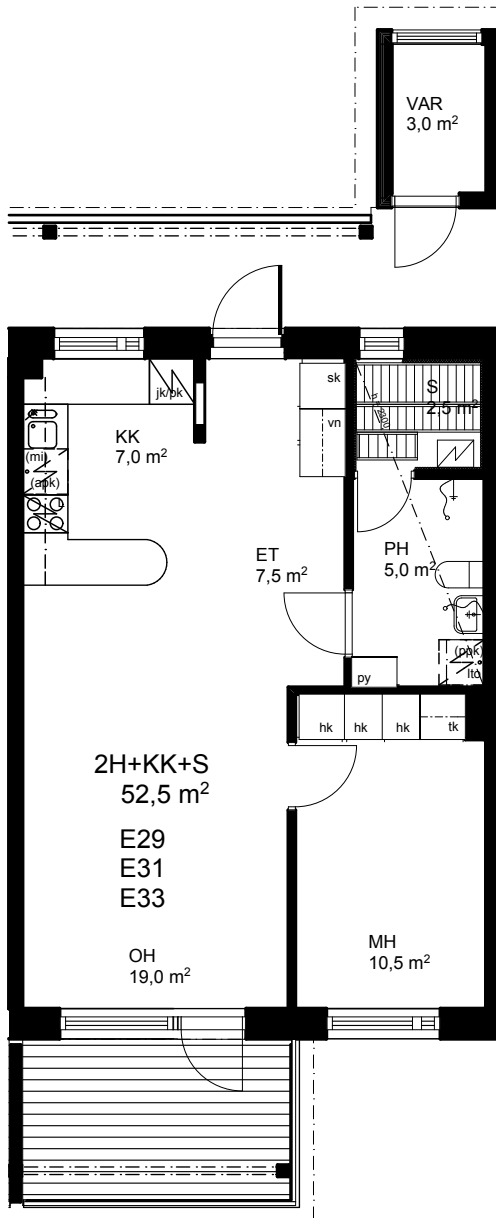 VAR
3,0 m²
sk
S
2,5 m²
h = 2300
jk/pk
vn
KK
7,0 m²
(mi)
(apk)
L
ET
7,5 m²
PH
5,0 m²
(ppk)
lto
py
hk
hk
hk
tk
2H+KK+S
52,5 m²
E29
E31
E33
OH
19,0 m²
MH
10,5 m²